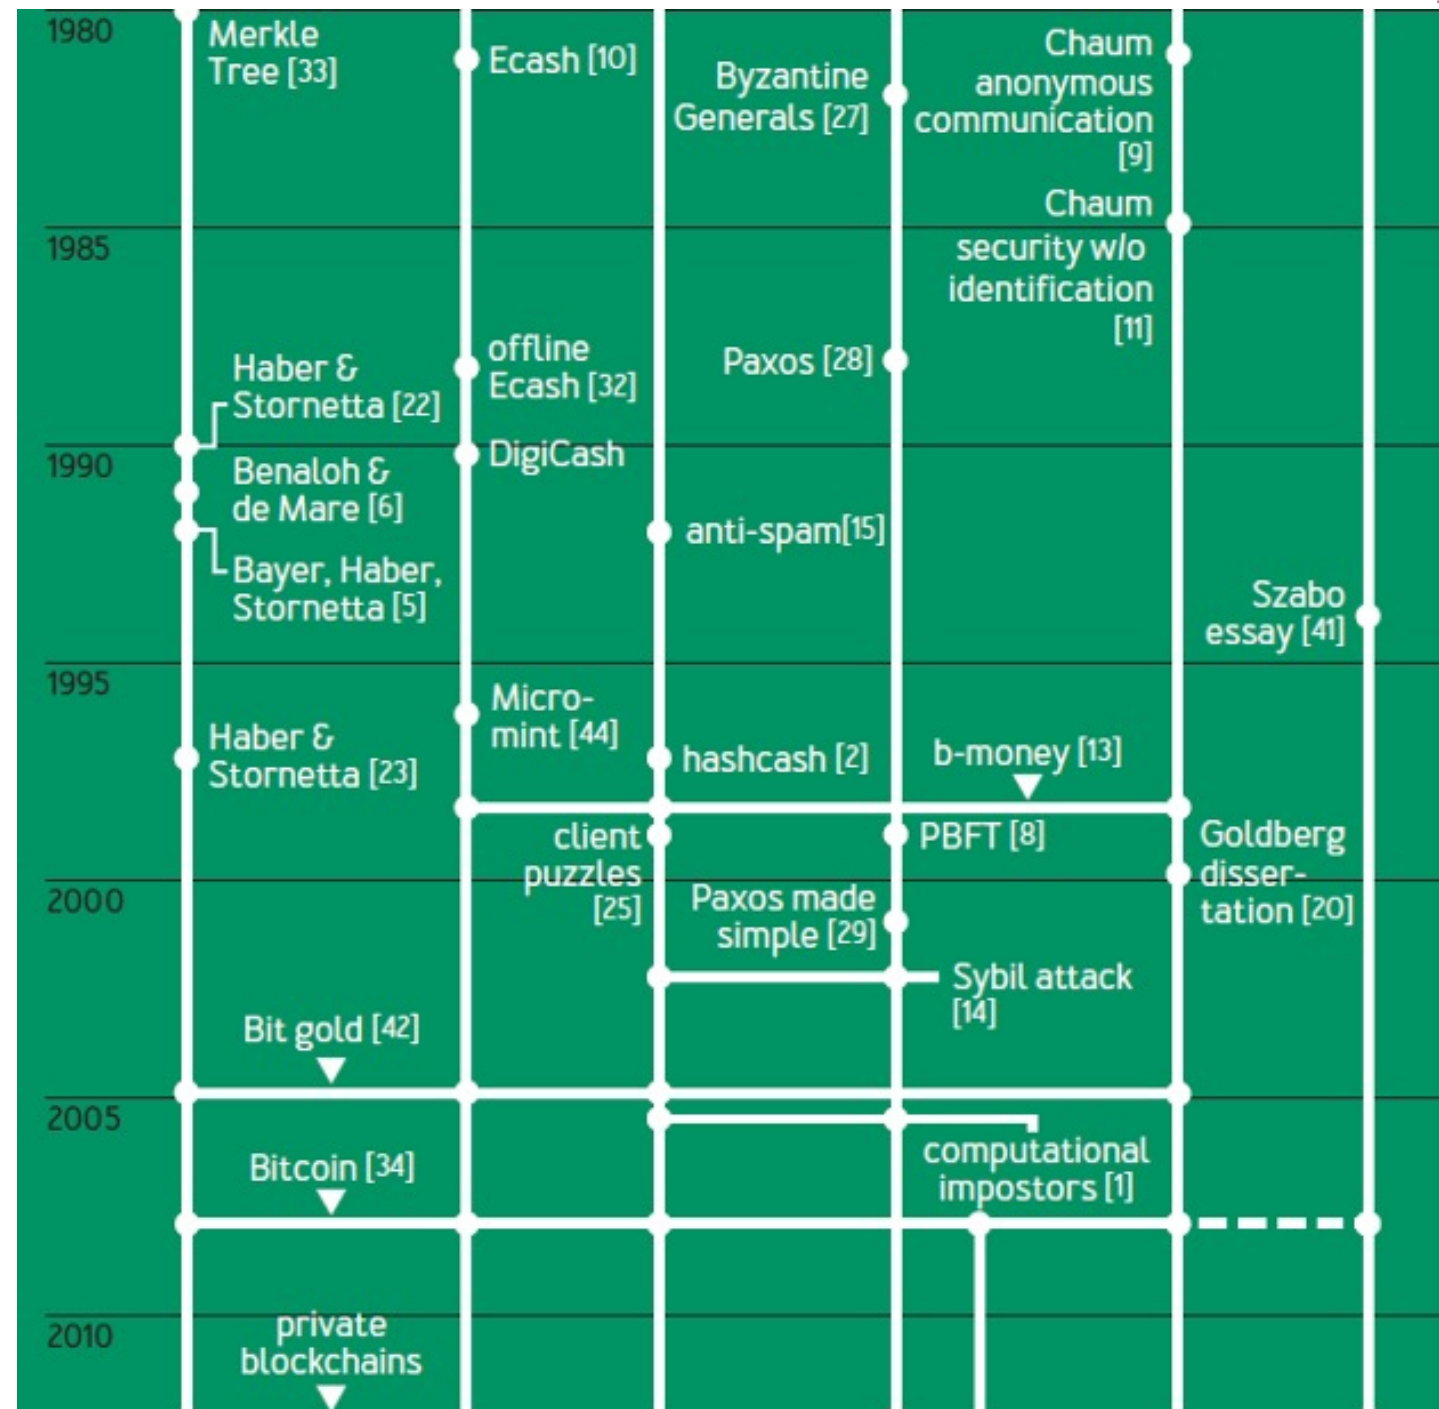 1980
Merkle
Tree [33]
Ecash [10]
Byzantine
Generals [27]
Chaum
anonymous
communication
[9]
Chaum
security w/o
identification
[11]
1985
offline
Ecash [32]
Paxos [28]
Haber &
Stornetta [22]
1990
DigiCash
Benaloh &
de Mare [6]
anti-spam[15]
Bayer, Haber,
Stornetta [5]
Szabo
essay [41]
1995
Micro-
mint [44]
Haber &
Stornetta [23]
hashcash [2]
b-money [13]
client
puzzles
[25]
PBFT [8]
Goldberg
disser-
tation [20]
2000
Paxos made
simple [29]
Sybil attack
[14]
Bit gold [42]
2005
computational
impostors [1]
Bitcoin [34]
2010
private
blockchains